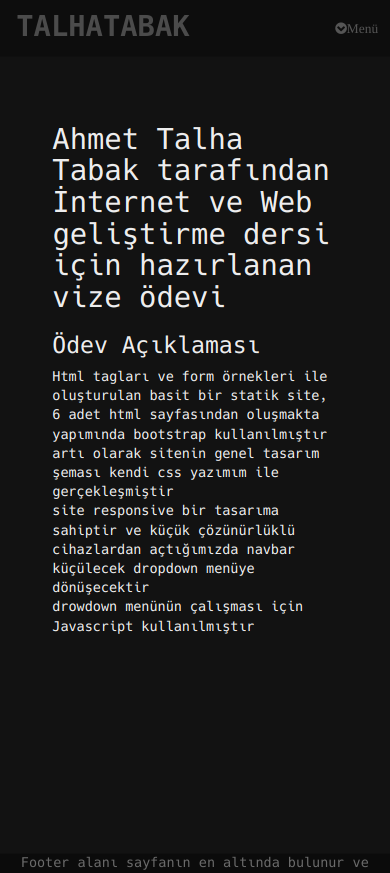 TALHATABAK
Menü
Ahmet Talha
Tabak tarafından
İnternet ve Web
geliştirme dersi
için hazırlanan
vize ödevi
Ödev Açıklaması
Html tagları ve form örnekleri ile
oluşturulan basit bir statik site,
6 adet html sayfasından oluşmakta
yapımında bootstrap kullanılmıştır
artı olarak sitenin genel tasarım
şeması kendi css yazımım ile
gerçekleşmiştir
site responsive bir tasarıma
sahiptir ve küçük çözünürlüklü
cihazlardan açtığımızda navbar
küçülecek dropdown menüye
dönüşecektir
drowdown menünün çalışması için
Javascript kullanılmıştır
Footer alanı sayfanın en altında bulunur ve